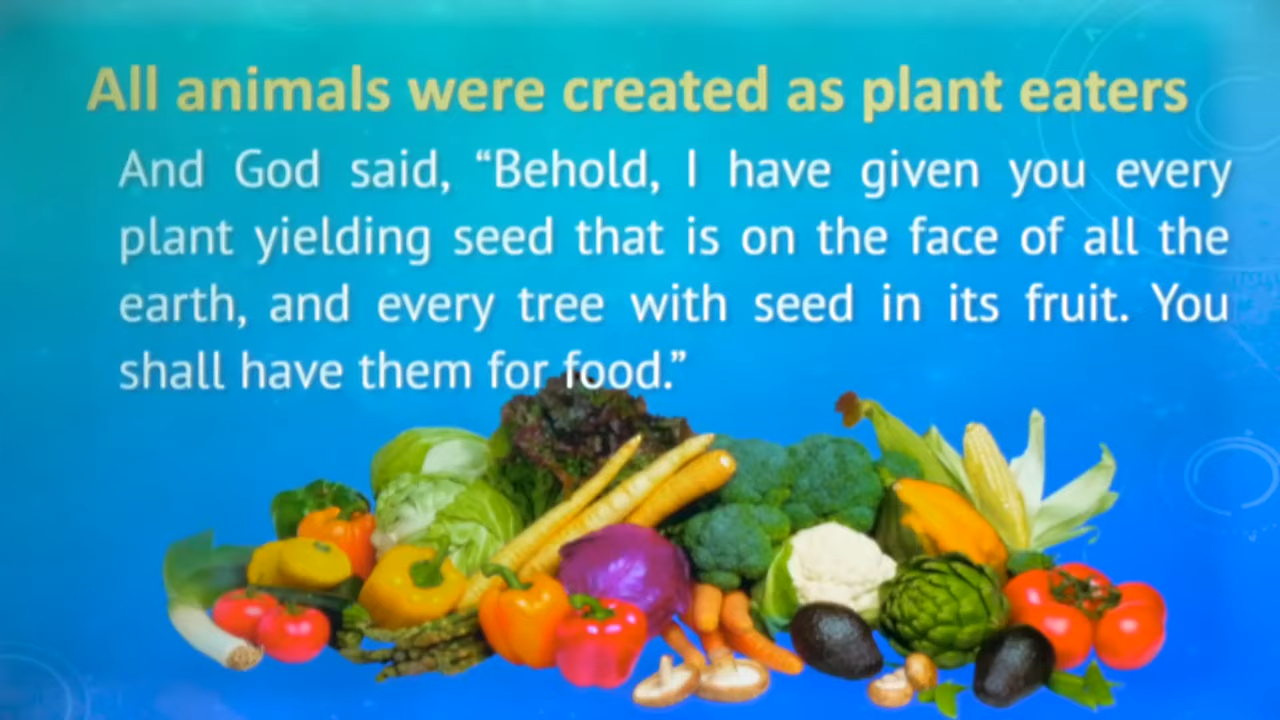 All animals were created as plant eaters
And God said, “Behold, I have given you every
plant yielding seed that is on the face of all the
earth, and every tree with seed in its fruit. You
shall have them for food.”